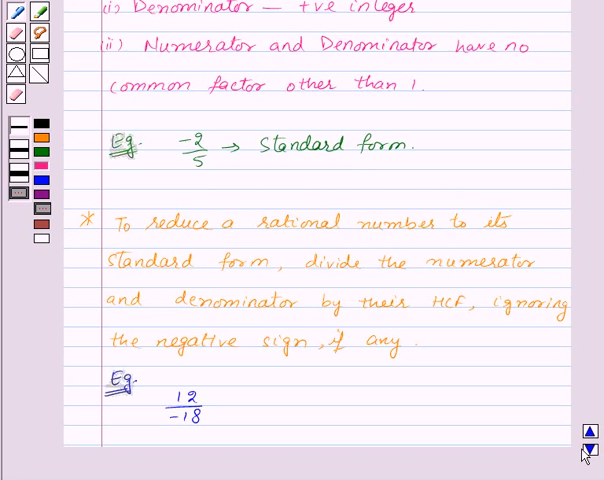 (i) Denominator — +ve integer
(ii) Numerator and Denominator have no
common factor other than 1.
Eg. -2/5 → Standard form.
* To reduce a rational number to its
standard form, divide the numerator
and denominator by their HCF, ignoring
the negative sign, if any.
Eg.
12/-18